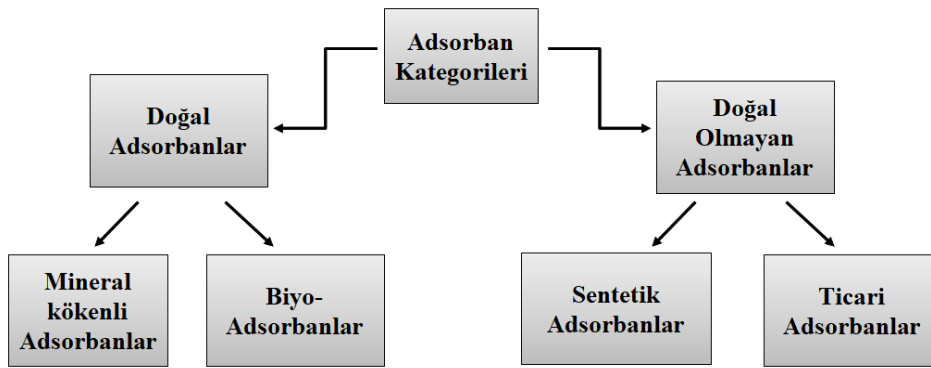 Adsorban
Kategorileri
Doğal
Adsorbanlar
Doğal
Olmayan
Adsorbanlar
Mineral
kökenli
Adsorbanlar
Biyo-
Adsorbanlar
Sentetik
Adsorbanlar
Ticari
Adsorbanlar